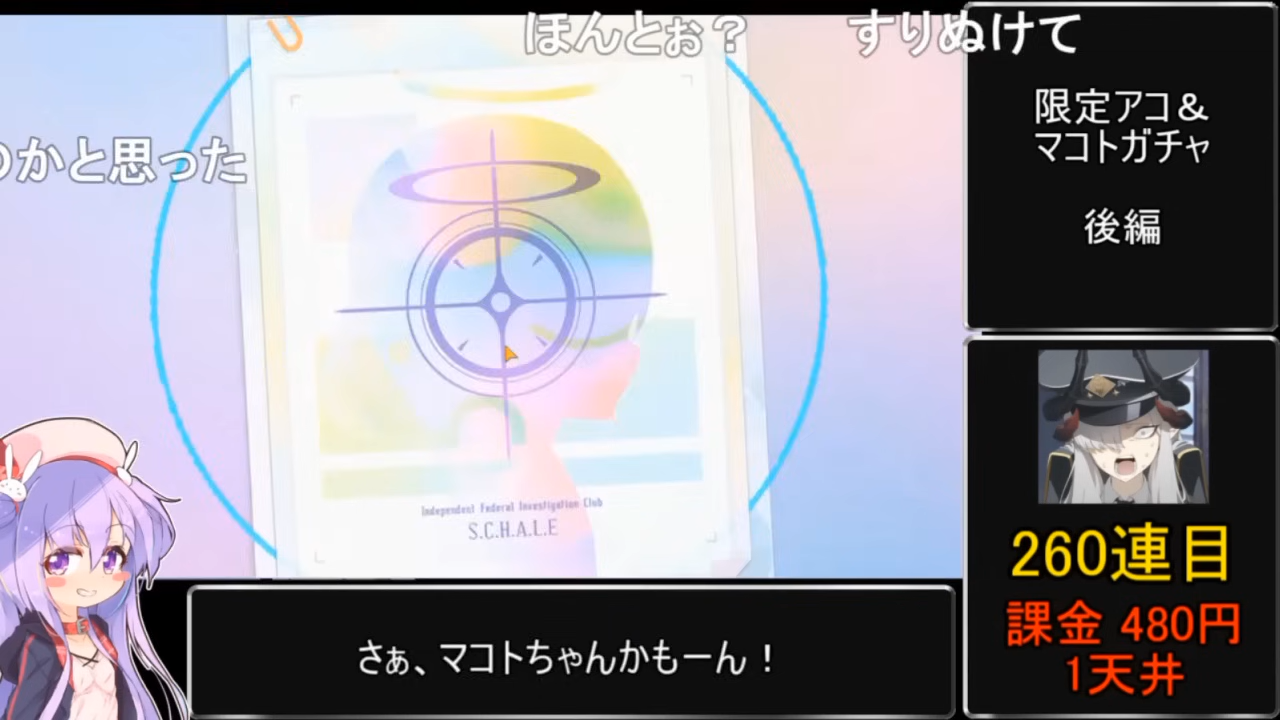 ほんとぉ？
すりぬけて
のかと思った
限定アコ＆
マコトガチャ
後編
Independent Federal Investigation Club
S.C.H.A.L.E
260連目
課金 480円
1天井
さぁ、マコトちゃんかもーん！